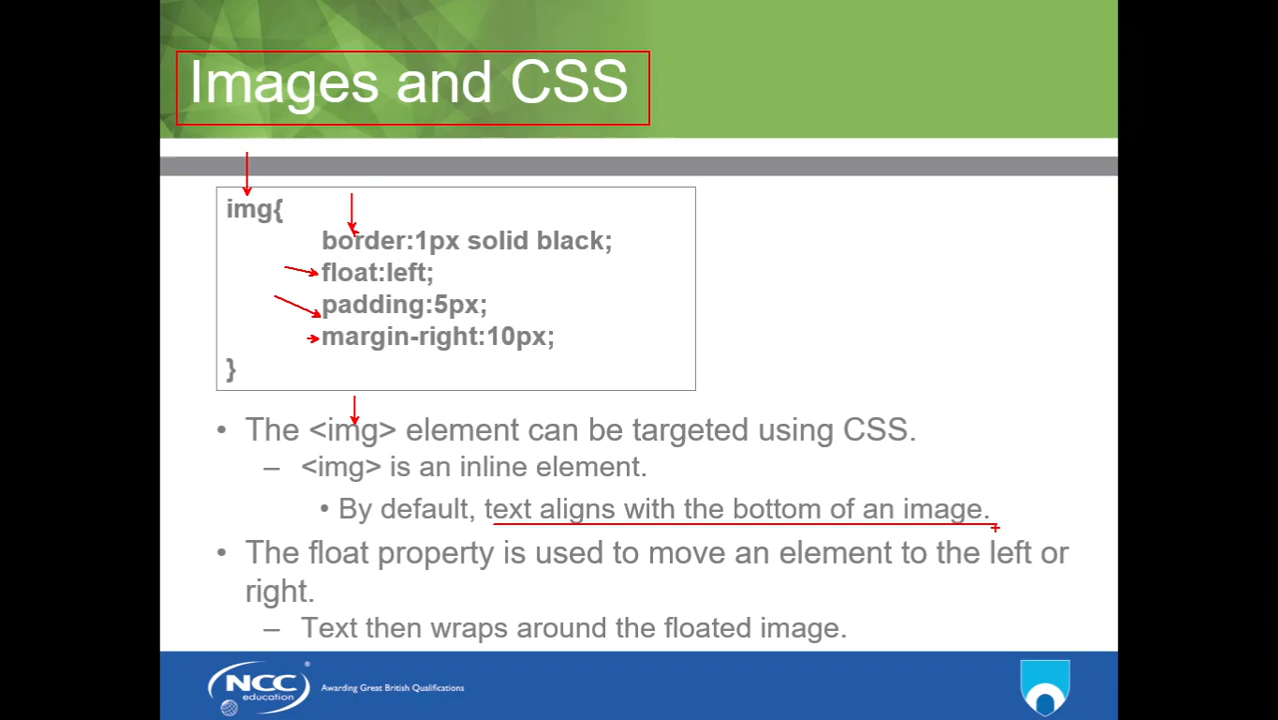 Images and CSS
img{
border:1px solid black;
float:left;
padding:5px;
margin-right:10px;
}
• The <img> element can be targeted using CSS.
– <img> is an inline element.
• By default, text aligns with the bottom of an image.
• The float property is used to move an element to the left or
right.
– Text then wraps around the floated image.
NCC®
education
Awarding Great British Qualifications